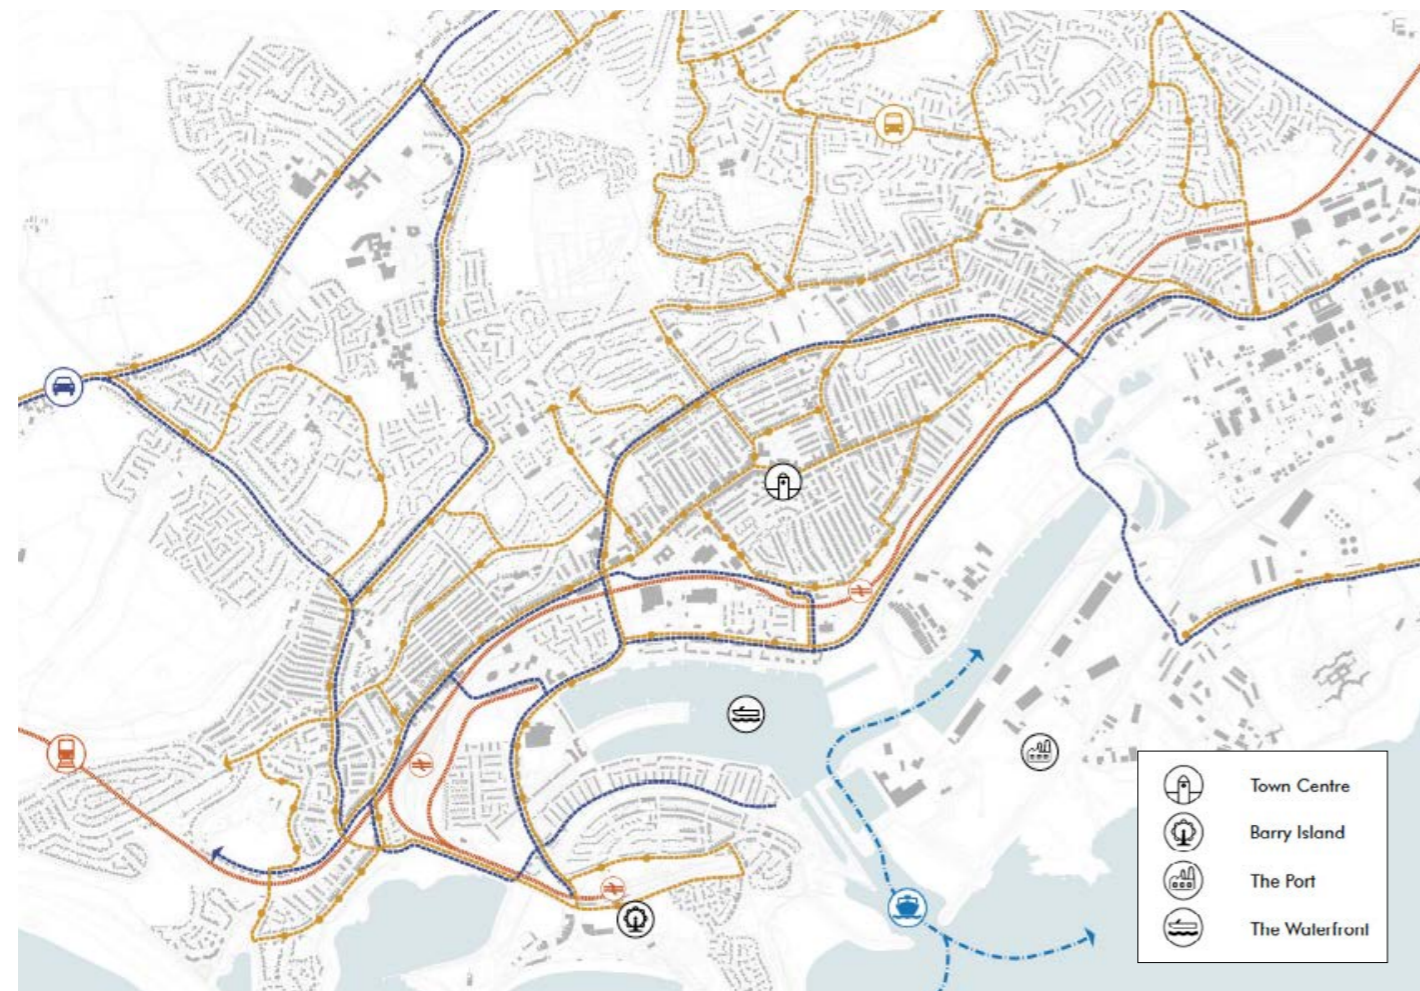 Town Centre
Barry Island
The Port
The Waterfront